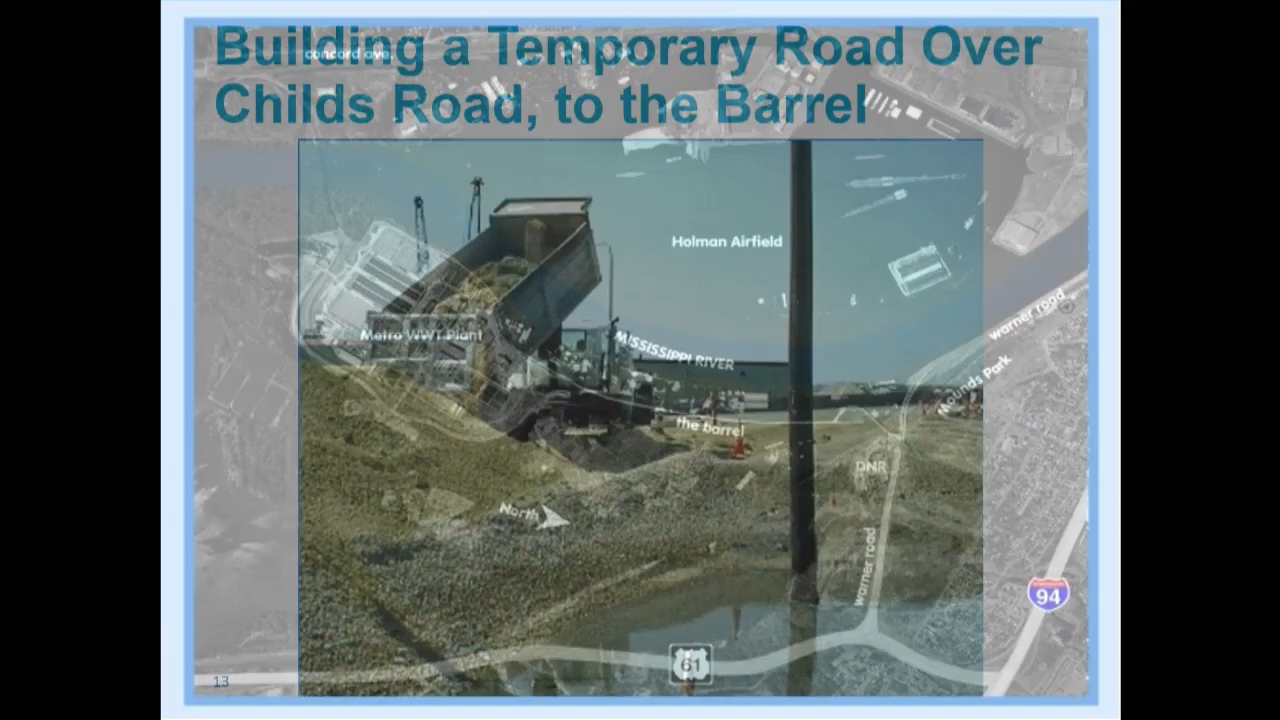 Building a Temporary Road Over
Childs Road, to the Barrel
concord ave.
Holman Airfield
Metro WWT Plant
MISSISSIPPI RIVER
warner road
Mounds Park
the barrel
DNR
North
warner road
94
61
13